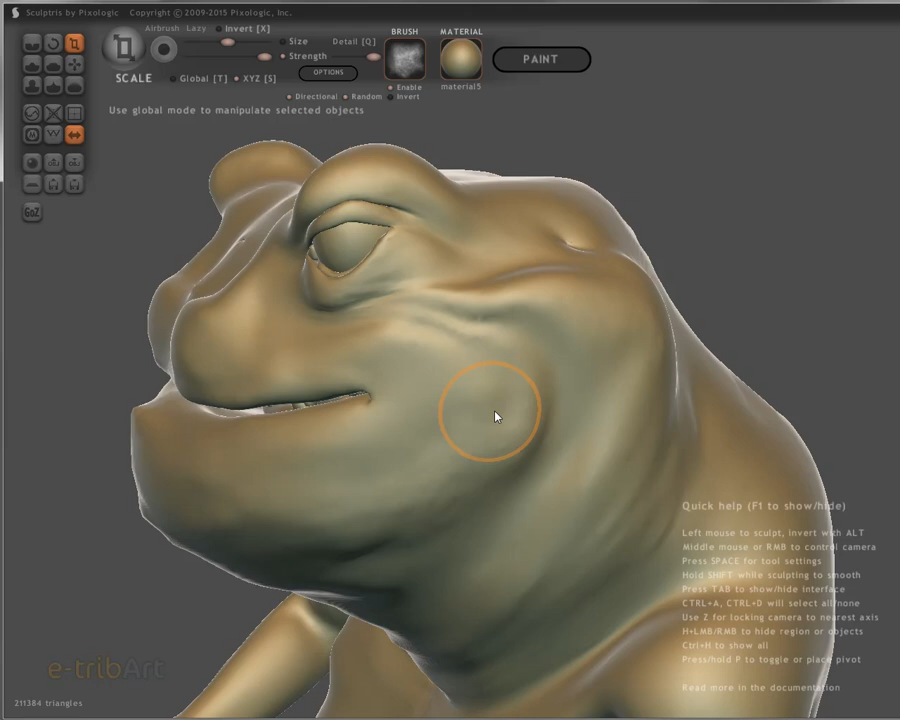 Sculptris by Pixologic Copyright © 2009-2015 Pixologic, Inc.
Airbrush Lazy Invert [X]
BRUSH MATERIAL
Size Detail [Q]
Strength
PAINT
OPTIONS
SCALE Global [T] XYZ [S]
Enable
material5
Directional Random Invert
Use global mode to manipulate selected objects
OBJ OBJ
GoZ
Quick help (F1 to show/hide)
Left mouse to sculpt, invert with ALT
Middle mouse or RMB to control camera
Press SPACE for tool settings
Hold SHIFT while sculpting to smooth
Press TAB to show/hide interface
CTRL+A, CTRL+D will select all/none
Use Z for locking camera to nearest axis
H+LMB/RMB to hide region or objects
Ctrl+H to show all
Press/hold P to toggle or place pivot
Read more in the documentation
e-tribArt
211384 triangles